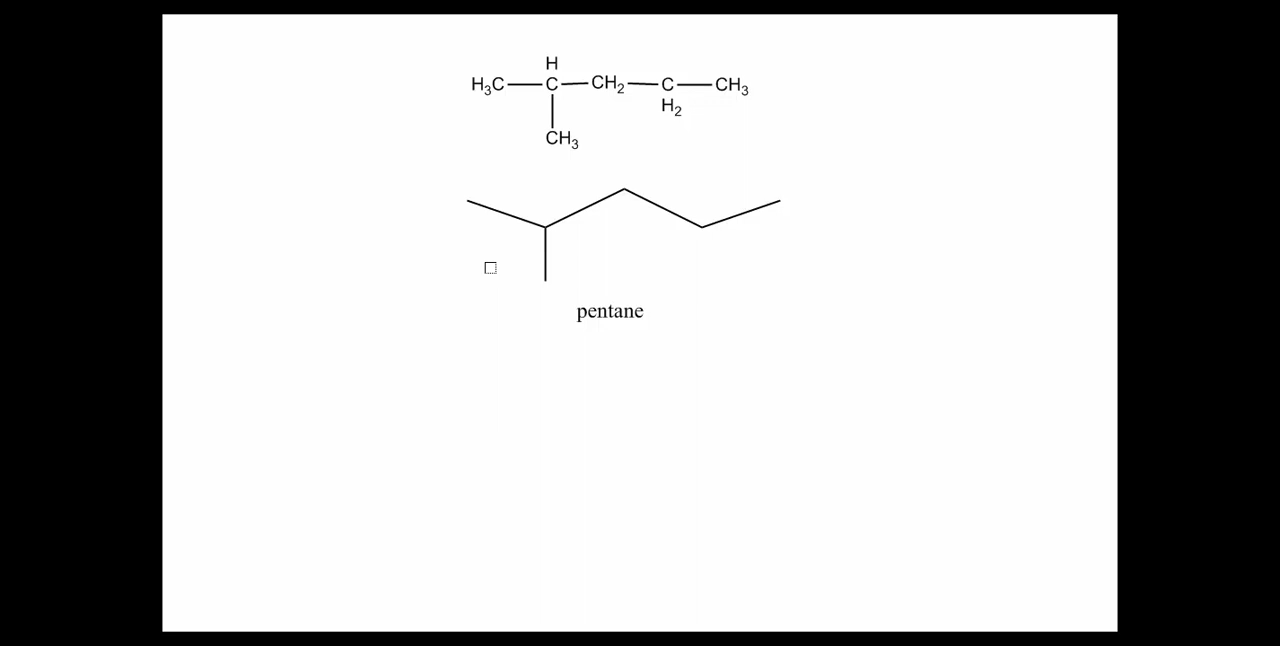 H
H₃C C CH₂ C CH₃
H₂
CH₃
pentane